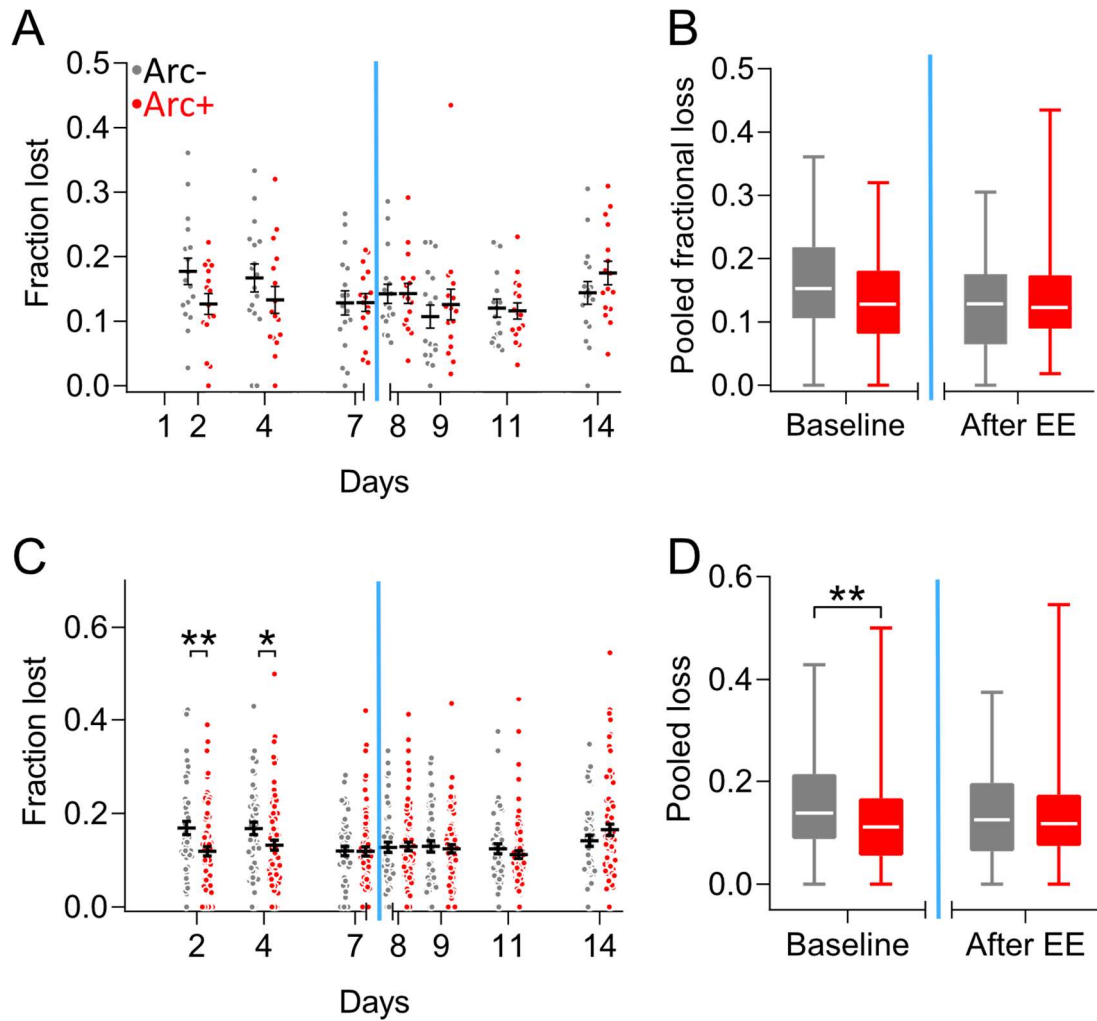 A
Fraction lost
0.5
0.4
0.3
0.2
0.1
0.0
Arc-
Arc+
1 2 4 7 8 9 11 14
Days
B
Pooled fractional loss
0.5
0.4
0.3
0.2
0.1
0.0
Baseline After EE
C
Fraction lost
0.6
0.4
0.2
0.0
** *
2 4 7 8 9 11 14
Days
D
Pooled loss
0.6
0.4
0.2
0.0
**
Baseline After EE